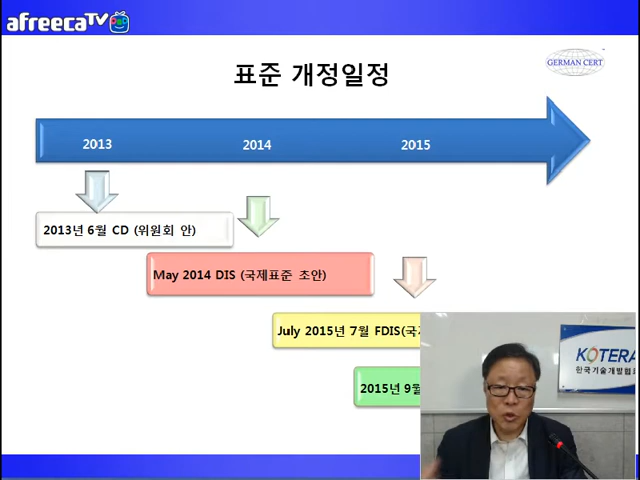 afreecaTV
표준 개정일정
GERMAN CERT
2013
2014
2015
2013년 6월 CD (위원회 안)
May 2014 DIS (국제표준 초안)
July 2015년 7월 FDIS(국
2015년 9월
KOTERA
한국기술개발협